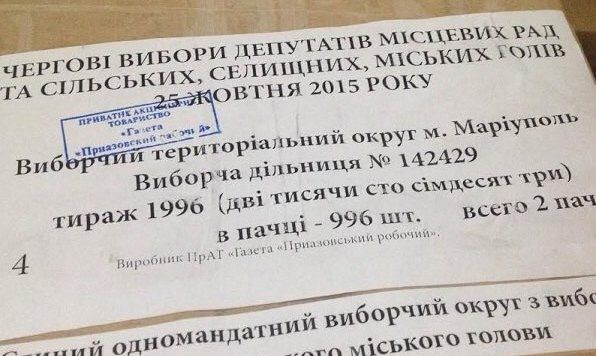 ЧЕРГОВІ ВИБОРИ ДЕПУТАТІВ МІСЦЕВИХ РАД
ТА СІЛЬСЬКИХ, СЕЛИЩНИХ, МІСЬКИХ ГОЛІВ
25 ЖОВТНЯ 2015 РОКУ
ПРИВАТНЕ АКЦІОНЕРНЕ
ТОВАРИСТВО
«Газета
«Приазовский рабочий»
Виборчий територіальний округ м. Маріуполь
Виборча дільниця № 142429
тираж 1996 (дві тисячи сто сімдесят три)
в пачці - 996 шт. всего 2 пач
4
Виробник ПрАТ «Газета «Приазовський робочий».
одномандатний виборчий округ з вибо
міського голови